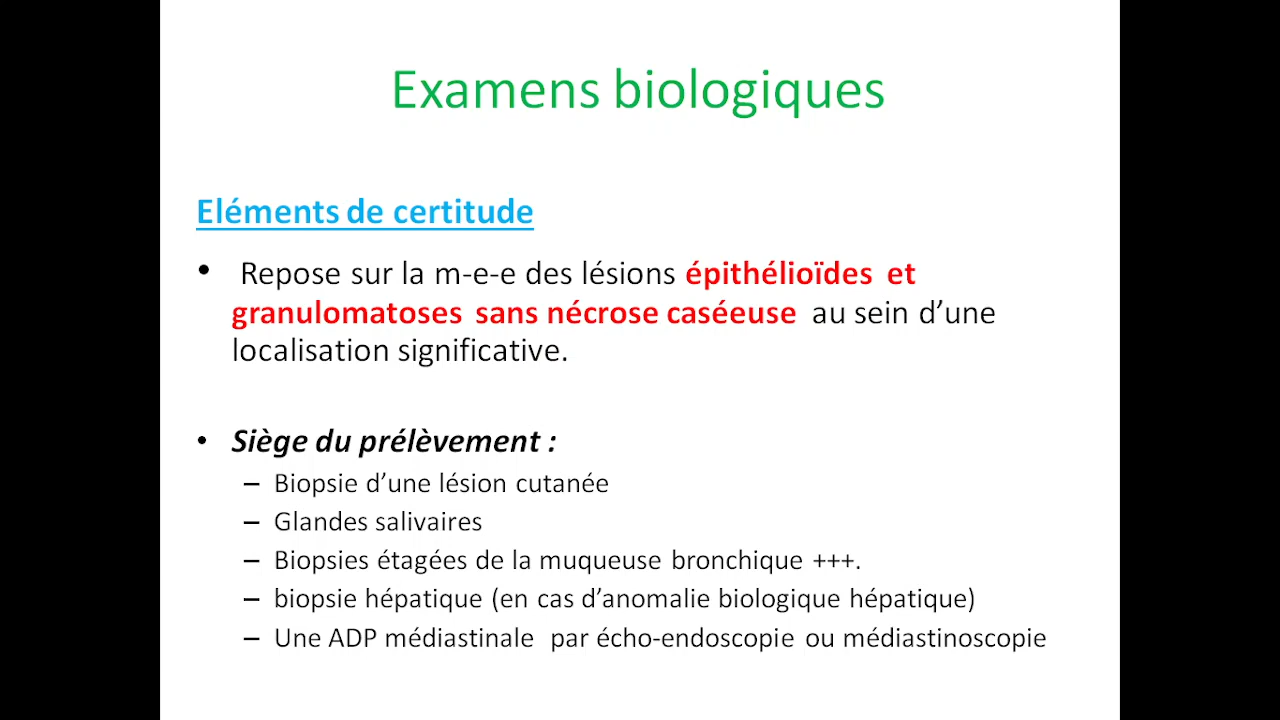 Examens biologiques
Eléments de certitude
• Repose sur la m-e-e des lésions épithélioïdes et
granulomatoses sans nécrose caséeuse au sein d’une
localisation significative.
• Siège du prélèvement :
– Biopsie d’une lésion cutanée
– Glandes salivaires
– Biopsies étagées de la muqueuse bronchique +++.
– biopsie hépatique (en cas d’anomalie biologique hépatique)
– Une ADP médiastinale par écho-endoscopie ou médiastinoscopie